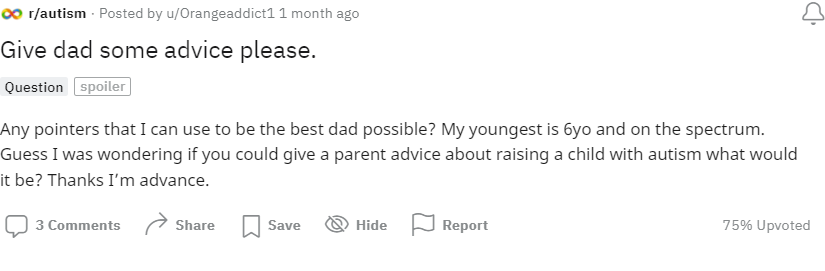 r/autism · Posted by u/Orangeaddict1 1 month ago
Give dad some advice please.
Question spoiler
Any pointers that I can use to be the best dad possible? My youngest is 6yo and on the spectrum.
Guess I was wondering if you could give a parent advice about raising a child with autism what would
it be? Thanks I’m advance.
3 Comments Share Save Hide Report 75% Upvoted